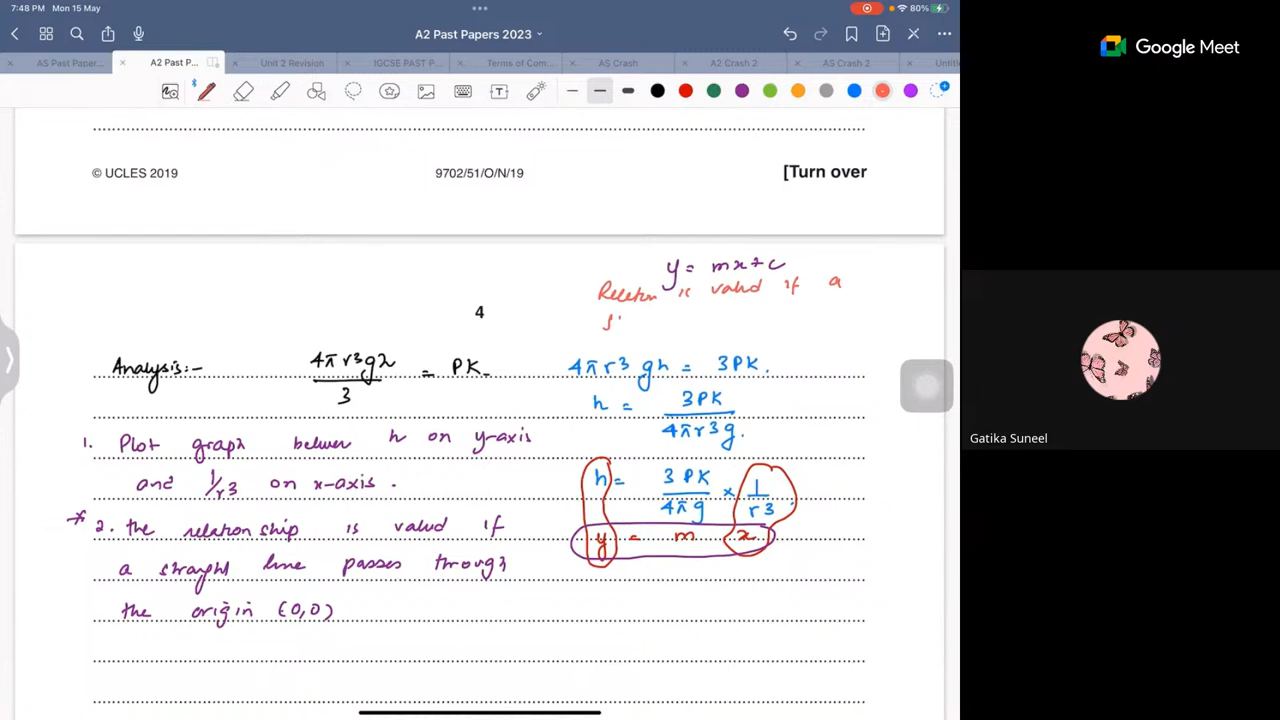 7:48 PM Mon 15 May
80%
A2 Past Papers 2023
AS Past Paper...
A2 Past P...
Unit 2 Revision
IGCSE PAST P...
Terms of Com...
AS Crash
A2 Crash 2
AS Crash 2
Untitl
Google Meet
© UCLES 2019
9702/51/O/N/19
[Turn over
y = mx+c
Relation is valid if a
4
Analysis:-
4πr³gh / 3 = PK
4πr³ gh = 3PK.
h = 3PK / 4πr³g.
1. Plot graph between h on y-axis
and 1/r3 on x-axis.
h = 3PK / 4πg × 1 / r3.
* 2. the relationship is valid if
y = m x
a straight line passes through
the origin (0,0)
Gatika Suneel